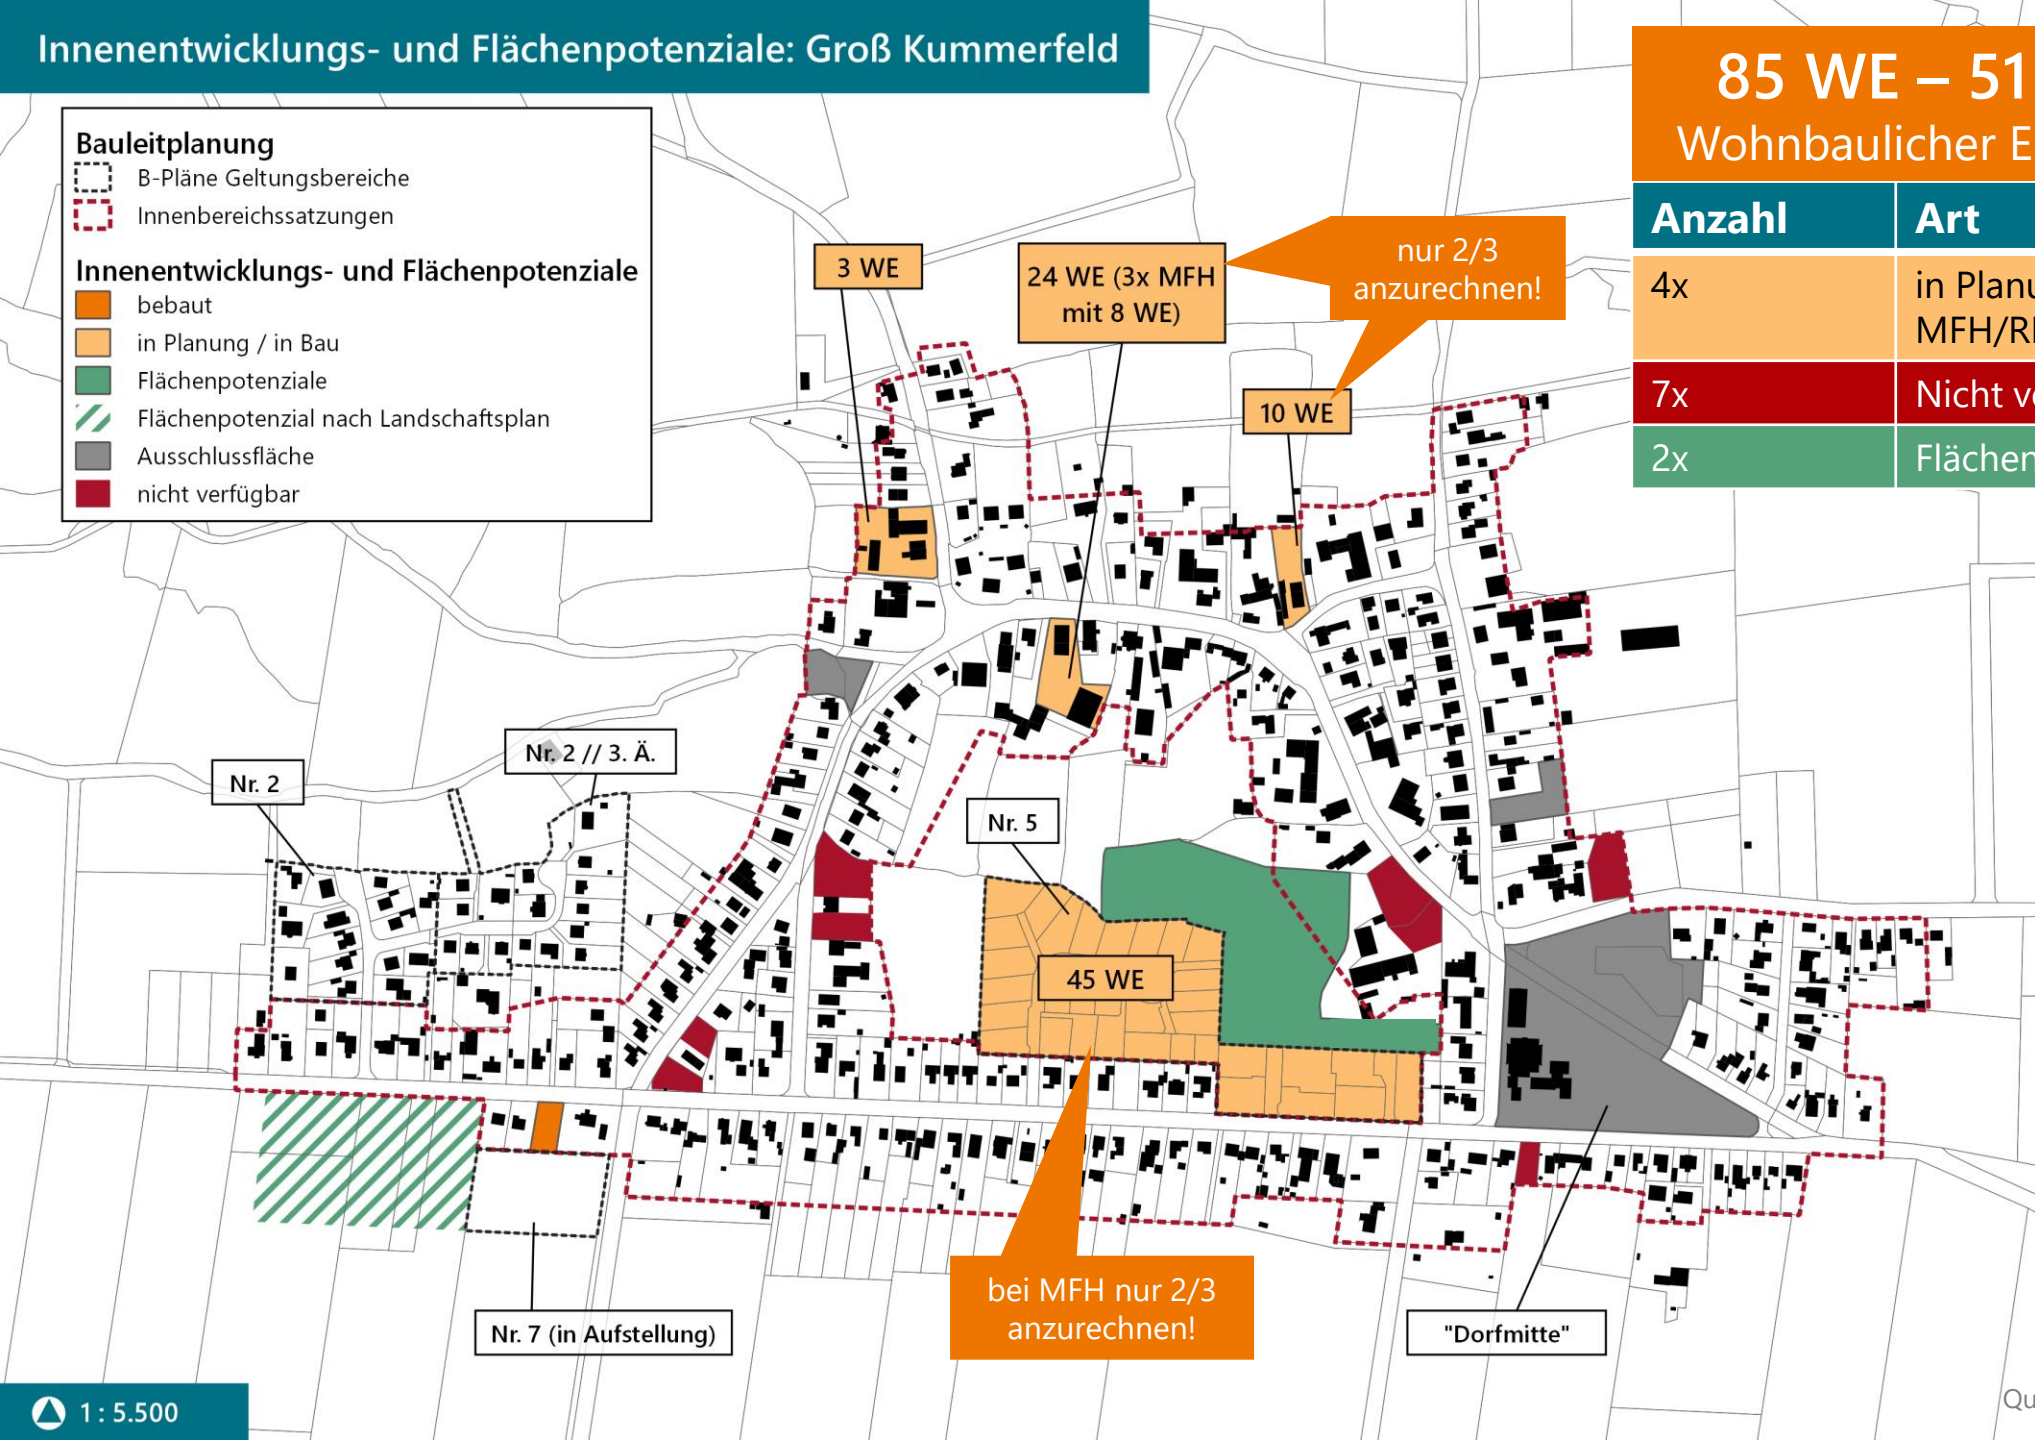 Innenentwicklungs- und Flächenpotenziale: Groß Kummerfeld
85 WE – 51
Wohnbaulicher E
Anzahl
Art
4x
in Planu
MFH/R
7x
Nicht v
2x
Flächen
Bauleitplanung
B-Pläne Geltungsbereiche
Innenbereichssatzungen
Innenentwicklungs- und Flächenpotenziale
bebaut
in Planung / in Bau
Flächenpotenziale
Flächenpotenzial nach Landschaftsplan
Ausschlussfläche
nicht verfügbar
3 WE
24 WE (3x MFH
mit 8 WE)
nur 2/3
anzurechnen!
10 WE
Nr. 2 // 3. Ä.
Nr. 2
Nr. 5
45 WE
bei MFH nur 2/3
anzurechnen!
Nr. 7 (in Aufstellung)
"Dorfmitte"
1 : 5.500
Qu